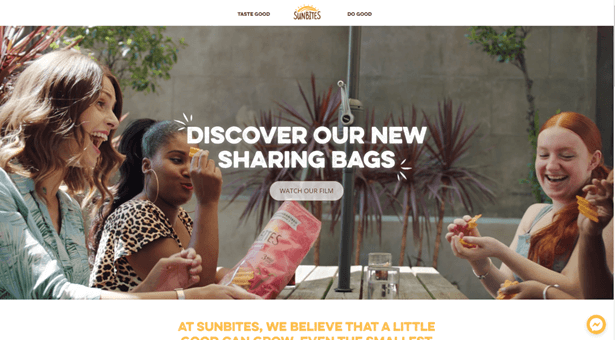 TASTE GOOD
SUNBITES
DO GOOD
DISCOVER OUR NEW
SHARING BAGS
WATCH OUR FILM
AT SUNBITES, WE BELIEVE THAT A LITTLE
GOOD CAN GROW. EVEN THE SMALLEST